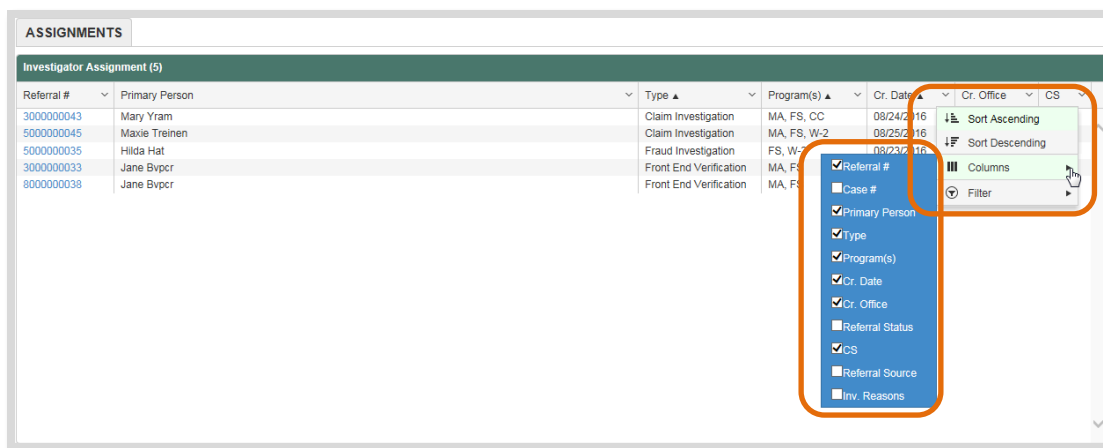 ASSIGNMENTS
Investigator Assignment (5)
Referral # Primary Person Type ▲ Program(s) ▲ Cr. Date ▲ Cr. Office CS
3000000043 Mary Yram Claim Investigation MA, FS, CC 08/24/2016
5000000045 Maxie Treinen Claim Investigation MA, FS, W-2 08/25/2016
5000000035 Hilda Hat Fraud Investigation FS, W-2 08/23/2016
3000000033 Jane Bvpcr Front End Verification MA, FS
8000000038 Jane Bvpcr Front End Verification MA, FS
Sort Ascending
Sort Descending
Columns
Filter
Referral #
Case #
Primary Person
Type
Program(s)
Cr. Date
Cr. Office
Referral Status
CS
Referral Source
Inv. Reasons